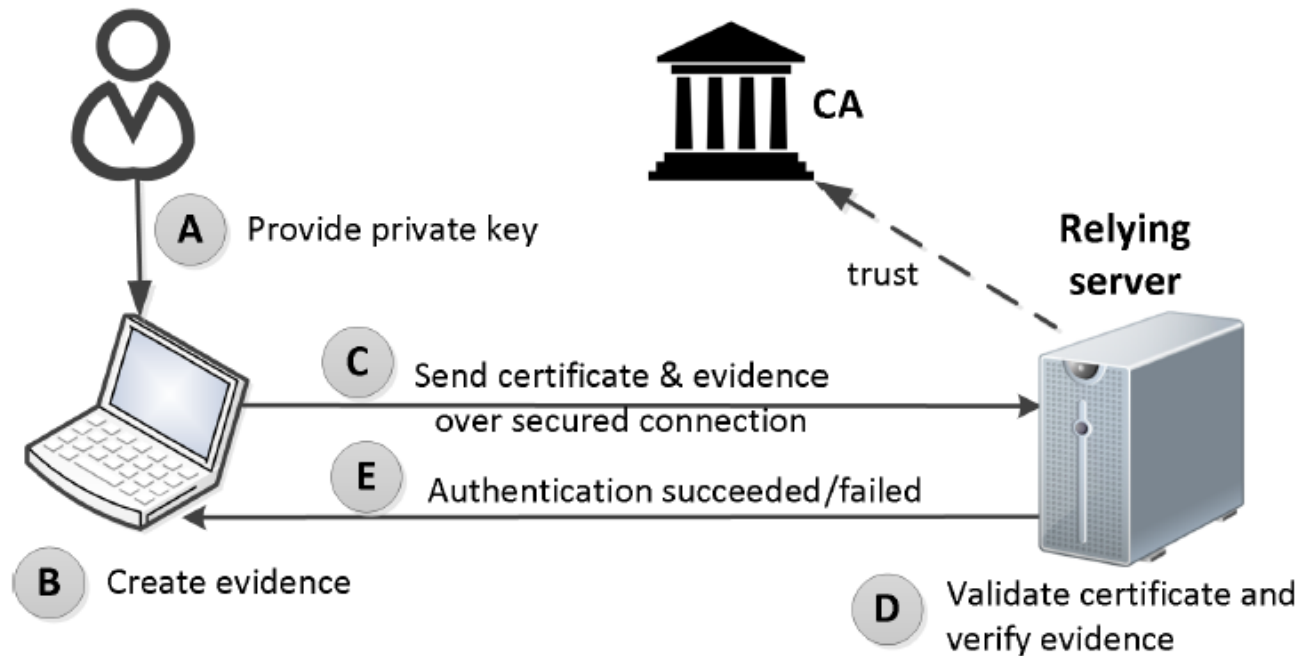 CA
A
Provide private key
Relying
server
trust
C
Send certificate & evidence
over secured connection
E
Authentication succeeded/failed
B
Create evidence
D
Validate certificate and
verify evidence